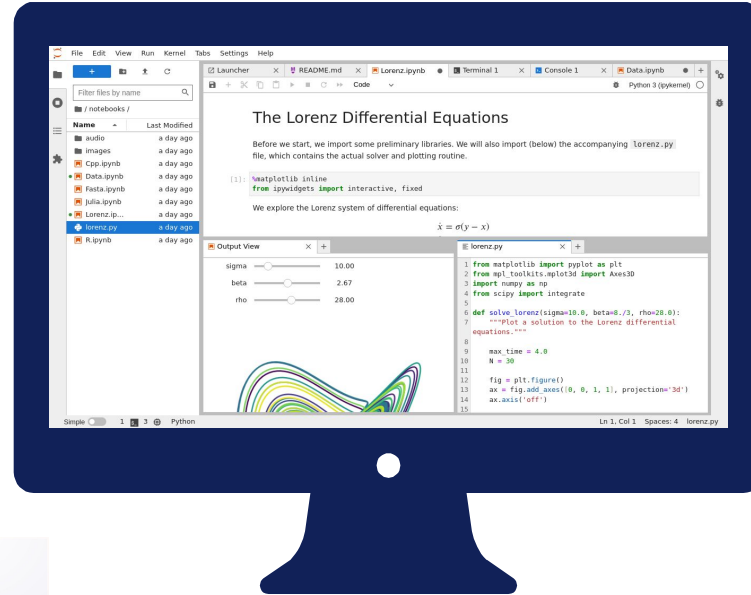 File Edit View Run Kernel Tabs Settings Help
+
Filter files by name
/ notebooks /
Name Last Modified
audio a day ago
images a day ago
Cpp.ipynb a day ago
Data.ipynb a day ago
Fasta.ipynb a day ago
Julia.ipynb a day ago
Lorenz.ip... a day ago
lorenz.py a day ago
R.ipynb a day ago
Launcher × README.md × Lorenz.ipynb ● Terminal 1 × Console 1 × Data.ipynb ● +
Code Python 3 (ipykernel)
The Lorenz Differential Equations
Before we start, we import some preliminary libraries. We will also import (below) the accompanying lorenz.py
file, which contains the actual solver and plotting routine.
[1]: %matplotlib inline
from ipywidgets import interactive, fixed
We explore the Lorenz system of differential equations:
ẋ = σ(y − x)
Output View × +
sigma 10.00
beta 2.67
rho 28.00
lorenz.py × +
1 from matplotlib import pyplot as plt
2 from mpl_toolkits.mplot3d import Axes3D
3 import numpy as np
4 from scipy import integrate
5
6 def solve_lorenz(sigma=10.0, beta=8./3, rho=28.0):
7 """Plot a solution to the Lorenz differential
equations."""
8
9 max_time = 4.0
10 N = 30
11
12 fig = plt.figure()
13 ax = fig.add_axes([0, 0, 1, 1], projection='3d')
14 ax.axis('off')
15
Simple 1 3 Python
Ln 1, Col 1 Spaces: 4 lorenz.py